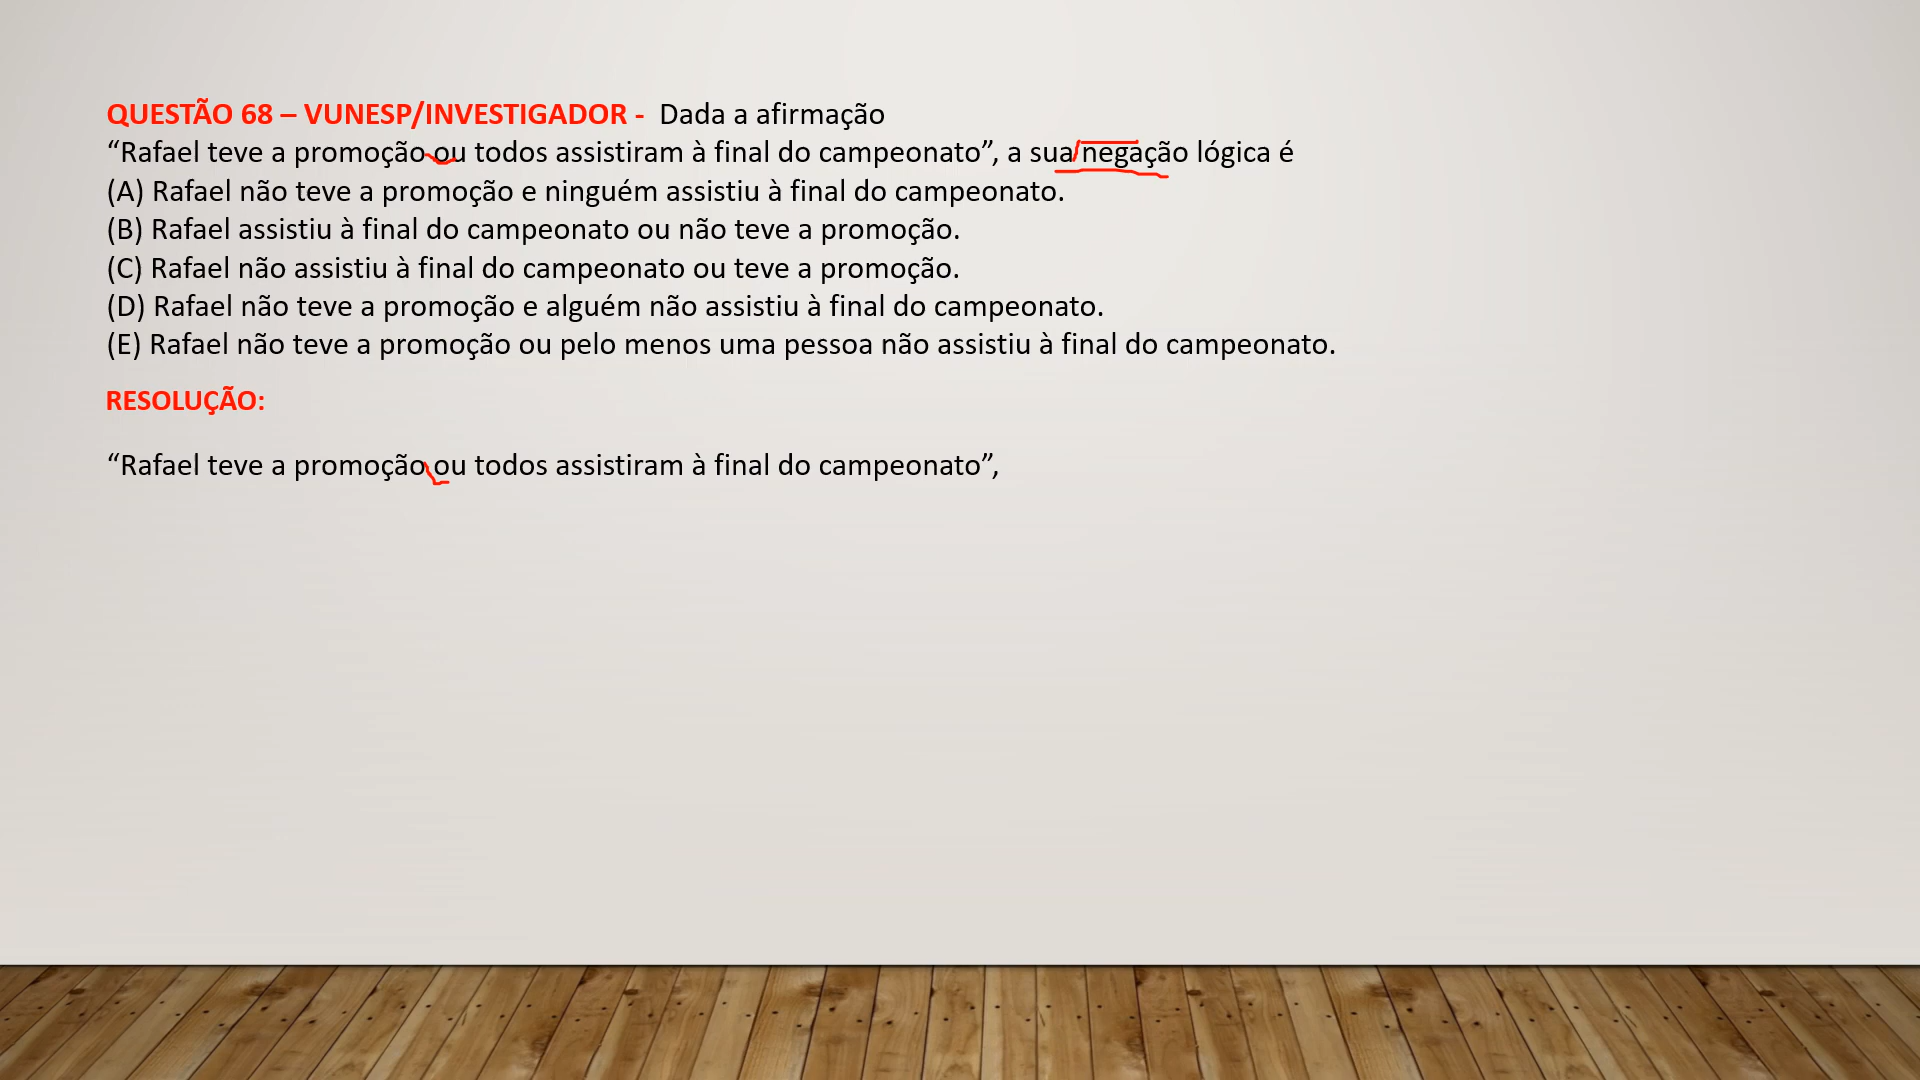 QUESTÃO 68 – VUNESP/INVESTIGADOR - Dada a afirmação
“Rafael teve a promoção ou todos assistiram à final do campeonato”, a sua negação lógica é
(A) Rafael não teve a promoção e ninguém assistiu à final do campeonato.
(B) Rafael assistiu à final do campeonato ou não teve a promoção.
(C) Rafael não assistiu à final do campeonato ou teve a promoção.
(D) Rafael não teve a promoção e alguém não assistiu à final do campeonato.
(E) Rafael não teve a promoção ou pelo menos uma pessoa não assistiu à final do campeonato.
RESOLUÇÃO:
“Rafael teve a promoção ou todos assistiram à final do campeonato”,